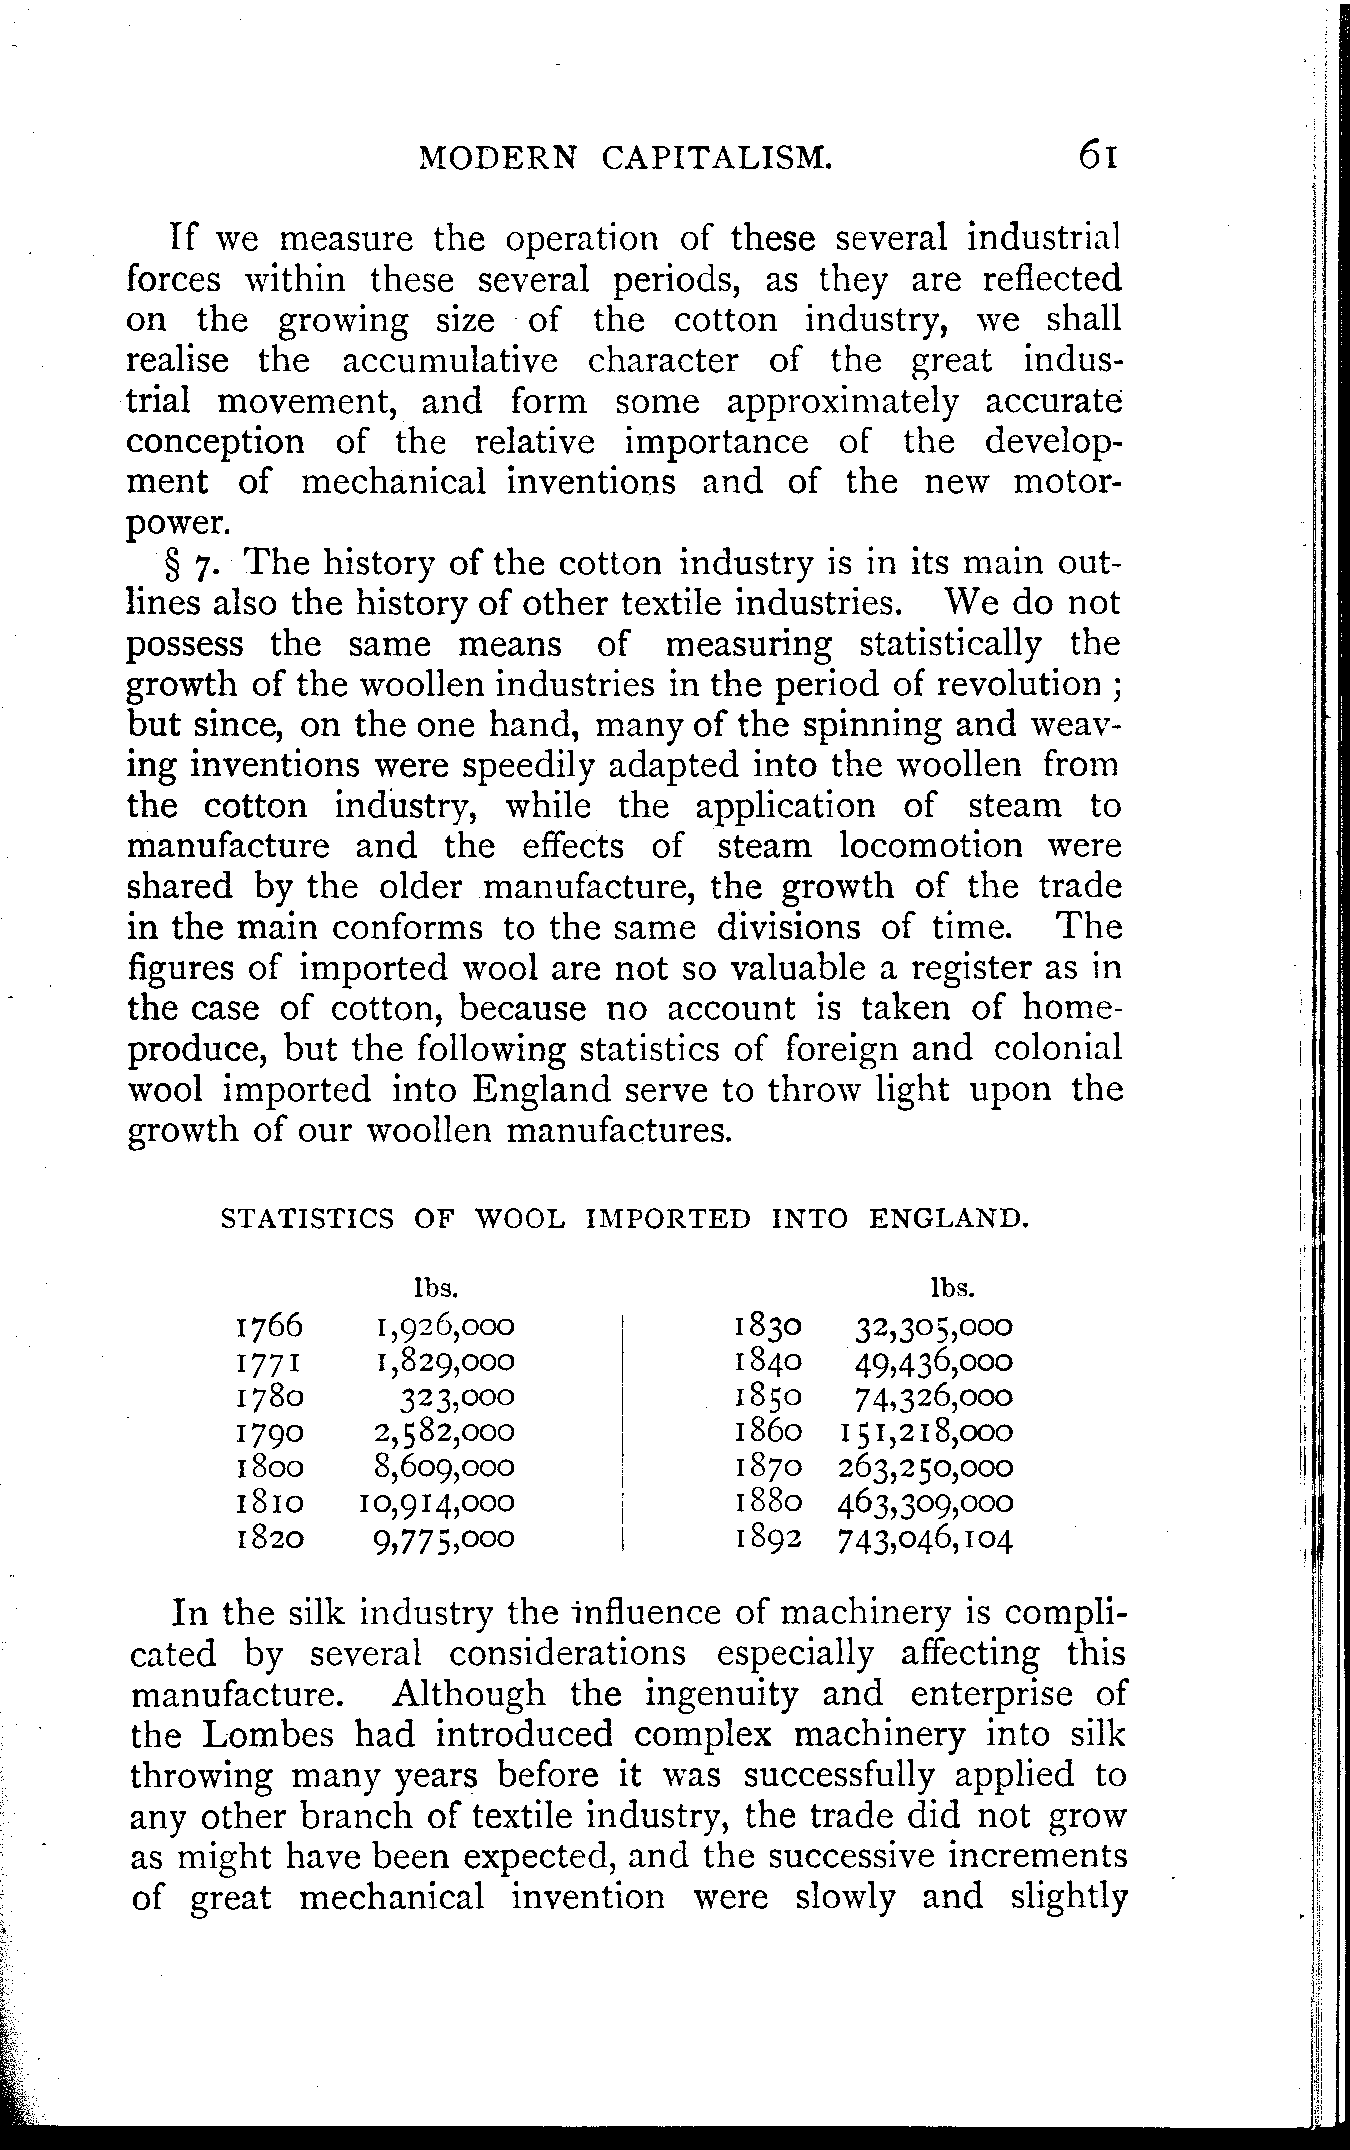 MODERN CAPITALISM. 61
If we measure the operation of these several industrial
forces within these several periods, as they are reflected
on the growing size of the cotton industry, we shall
realise the accumulative character of the great indus-
trial movement, and form some approximately accurate
conception of the relative importance of the develop-
ment of mechanical inventions and of the new motor-
power.
§ 7. The history of the cotton industry is in its main out-
lines also the history of other textile industries. We do not
possess the same means of measuring statistically the
growth of the woollen industries in the period of revolution ;
but since, on the one hand, many of the spinning and weav-
ing inventions were speedily adapted into the woollen from
the cotton industry, while the application of steam to
manufacture and the effects of steam locomotion were
shared by the older manufacture, the growth of the trade
in the main conforms to the same divisions of time. The
figures of imported wool are not so valuable a register as in
the case of cotton, because no account is taken of home-
produce, but the following statistics of foreign and colonial
wool imported into England serve to throw light upon the
growth of our woollen manufactures.
STATISTICS OF WOOL IMPORTED INTO ENGLAND.
lbs. lbs.
1766 1,926,000 1830 32,305,000
1771 1,829,000 1840 49,436,000
1780 323,000 1850 74,326,000
1790 2,582,000 1860 151,218,000
1800 8,609,000 1870 263,250,000
1810 10,914,000 1880 463,309,000
1820 9,775,000 1892 743,046,104
In the silk industry the influence of machinery is compli-
cated by several considerations especially affecting this
manufacture. Although the ingenuity and enterprise of
the Lombes had introduced complex machinery into silk
throwing many years before it was successfully applied to
any other branch of textile industry, the trade did not grow
as might have been expected, and the successive increments
of great mechanical invention were slowly and slightly